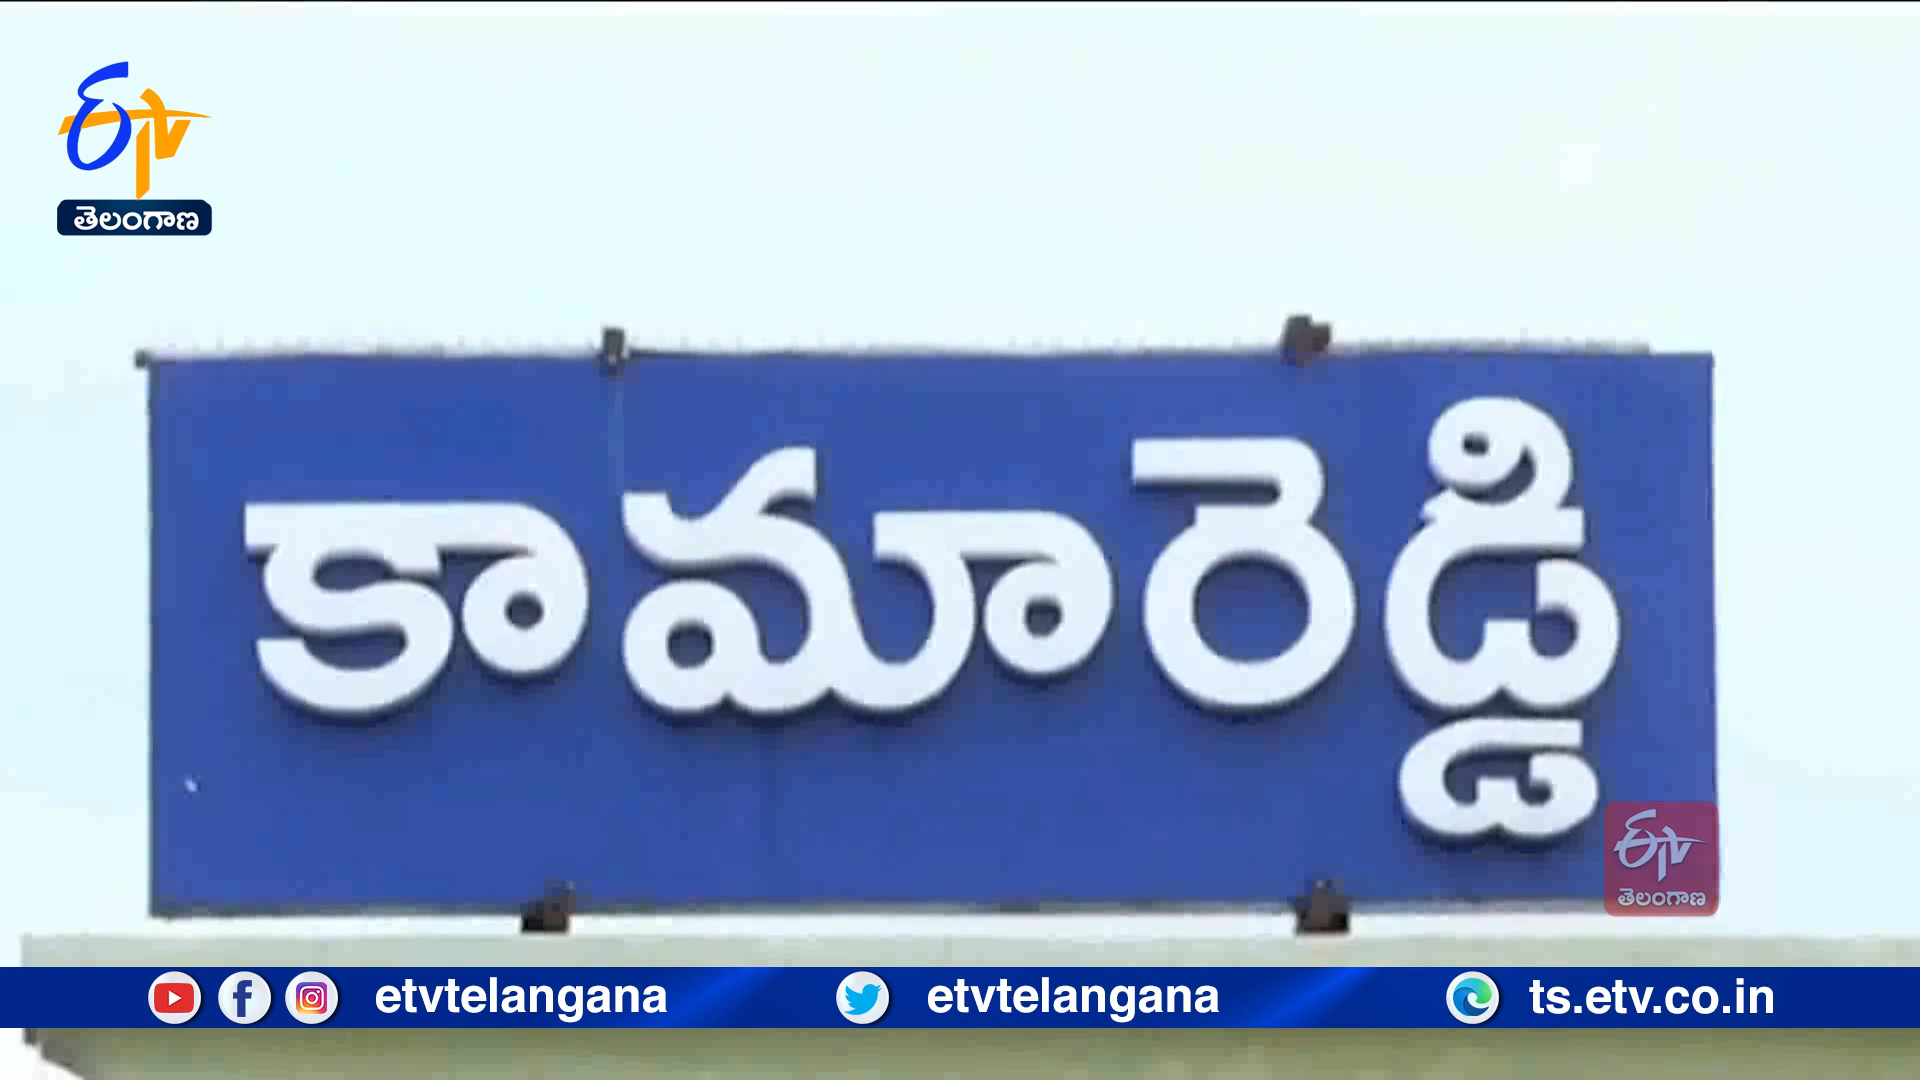 ETV
తెలంగాణ
కామారెడ్డి
ETV
తెలంగాణ
etvtelangana
etvtelangana
ts.etv.co.in